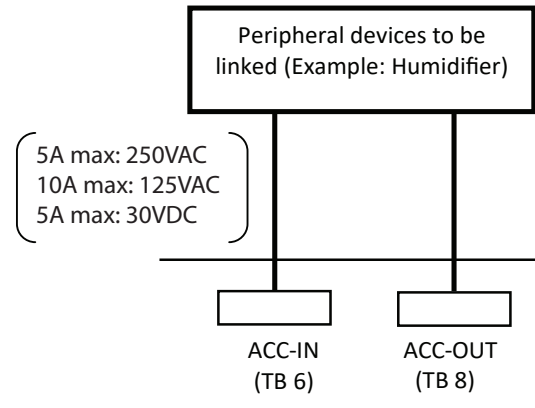 Peripheral devices to be
linked (Example: Humidifier)
5A max: 250VAC
10A max: 125VAC
5A max: 30VDC
ACC-IN
(TB 6)
ACC-OUT
(TB 8)